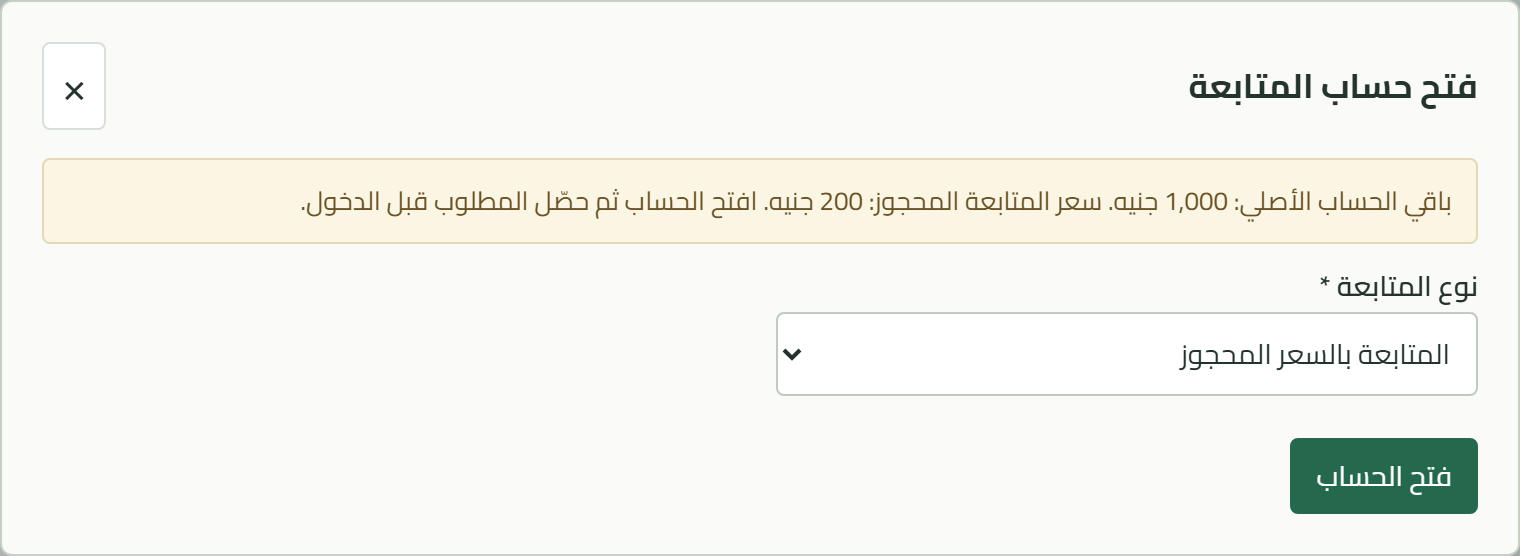 فتح حساب المتابعة
×
باقي الحساب الأصلي: 1,000 جنيه. سعر المتابعة المحجوز: 200 جنيه. افتح الحساب ثم حصّل المطلوب قبل الدخول.
نوع المتابعة *
المتابعة بالسعر المحجوز
فتح الحساب